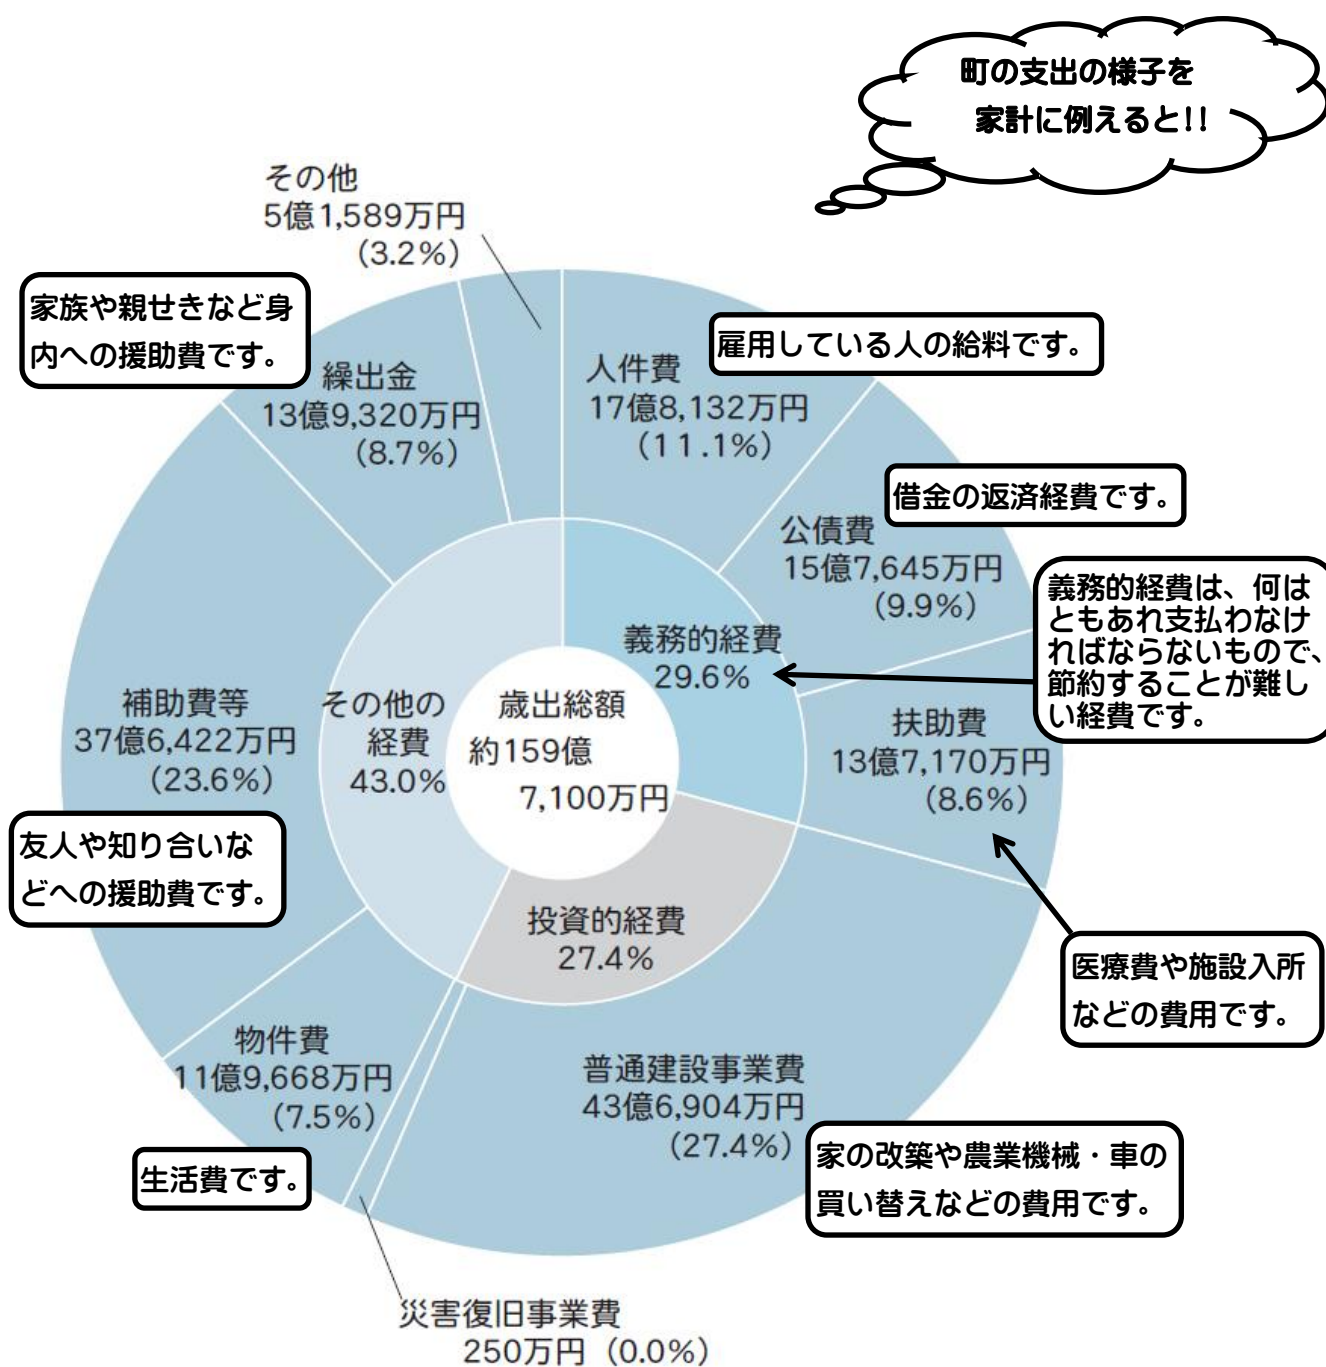 町の支出の様子を
家計に例えると!!
その他
5億1,589万円
(3.2%)
家族や親せきなど身
内への援助費です。
繰出金
13億9,320万円
(8.7%)
雇用している人の給料です。
人件費
17億8,132万円
(11.1%)
借金の返済経費です。
公債費
15億7,645万円
(9.9%)
義務的経費は、何は
ともあれ支払わなけ
ればならないもので、
節約することが難し
い経費です。
義務的経費
29.6%
扶助費
13億7,170万円
(8.6%)
医療費や施設入所
などの費用です。
歳出総額
約159億
7,100万円
その他の
経費
43.0%
補助費等
37億6,422万円
(23.6%)
友人や知り合いな
どへの援助費です。
投資的経費
27.4%
物件費
11億9,668万円
(7.5%)
生活費です。
普通建設事業費
43億6,904万円
(27.4%)
家の改築や農業機械・車の
買い替えなどの費用です。
災害復旧事業費
250万円(0.0%)